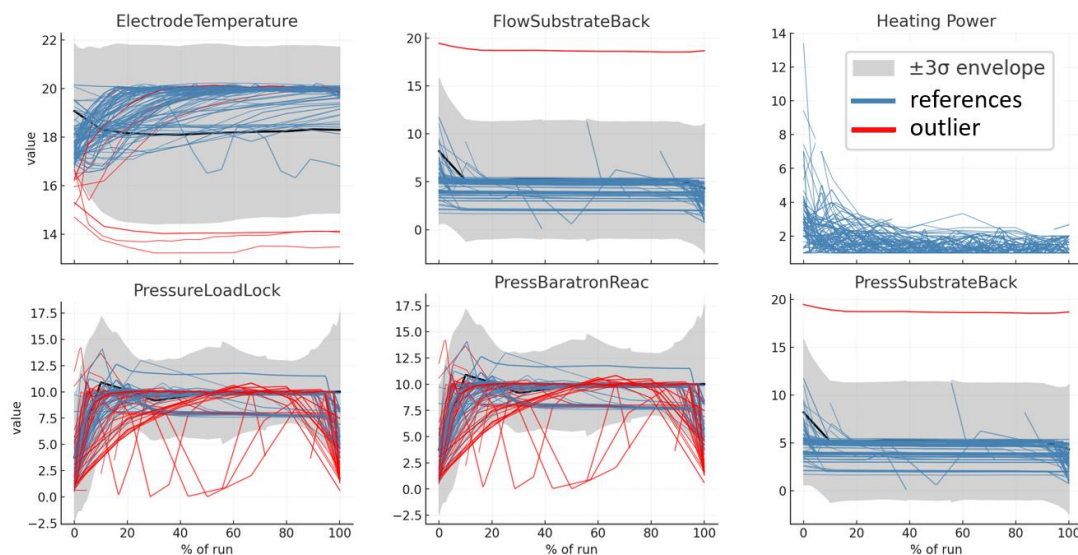 ElectrodeTemperature
FlowSubstrateBack
Heating Power
value
22
20
18
16
14
20
15
10
5
0
14
12
10
8
6
4
2
±3σ envelope
references
outlier
PressureLoadLock
PressBaratronReac
PressSubstrateBack
value
17.5
15.0
12.5
10.0
7.5
5.0
2.5
0.0
−2.5
0 20 40 60 80 100
% of run
17.5
15.0
12.5
10.0
7.5
5.0
2.5
0.0
−2.5
0 20 40 60 80 100
% of run
20
15
10
5
0
0 20 40 60 80 100
% of run